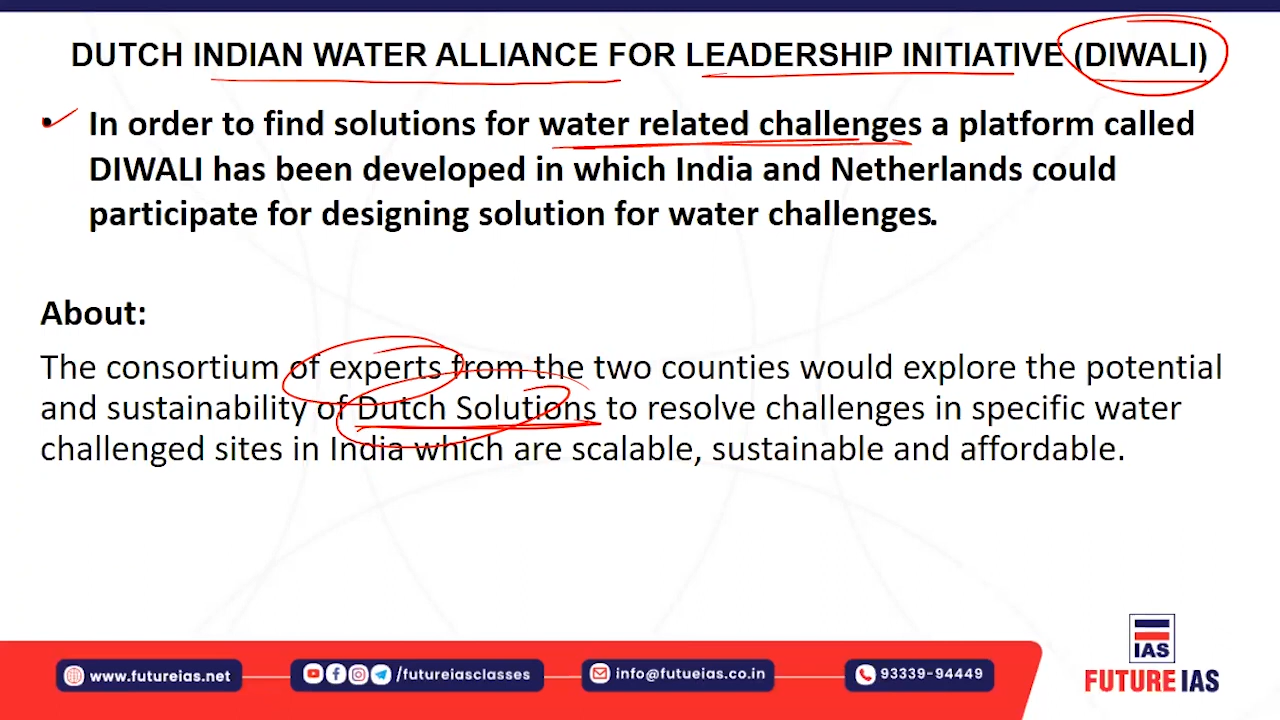 DUTCH INDIAN WATER ALLIANCE FOR LEADERSHIP INITIATIVE (DIWALI)
• In order to find solutions for water related challenges a platform called
DIWALI has been developed in which India and Netherlands could
participate for designing solution for water challenges.
About:
The consortium of experts from the two counties would explore the potential
and sustainability of Dutch Solutions to resolve challenges in specific water
challenged sites in India which are scalable, sustainable and affordable.
www.futureias.net
/futureiasclasses
info@futueias.co.in
93339-94449
IAS
FUTURE IAS